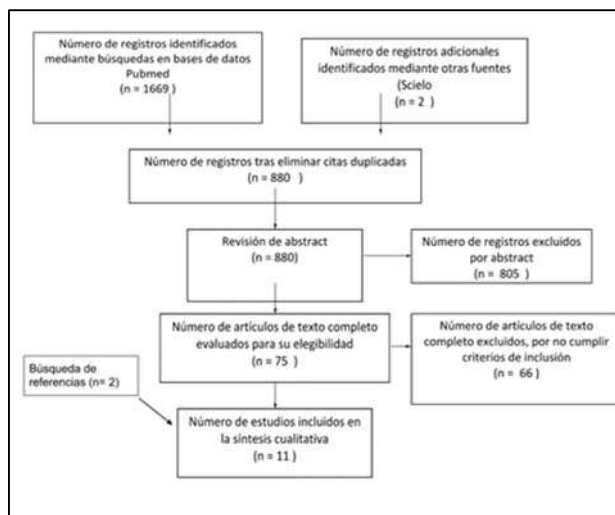 Número de registros identificados
mediante búsquedas en bases de datos
Pubmed
(n = 1669)
Número de registros adicionales
identificados mediante otras fuentes
(Scielo
(n = 2 )
Número de registros tras eliminar citas duplicadas
(n = 880 )
Revisión de abstract
(n = 880)
Número de registros excluidos
por abstract
(n = 805 )
Número de artículos de texto completo
evaluados para su elegibilidad
(n = 75 )
Número de artículos de texto
completo excluidos, por no cumplir
criterios de inclusión
(n = 66 )
Búsqueda de
referencias (n= 2)
Número de estudios incluidos en
la síntesis cualitativa
(n = 11 )